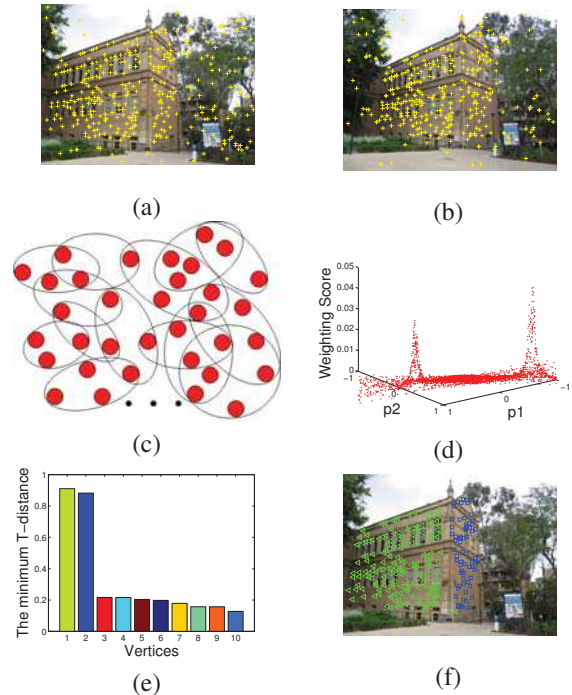 (a)
(b)
(c)
Weighting Score
0.05
0.04
0.03
0.02
0.01
0
−1
0
1
p2
1
0
−1
p1
(d)
The minimum T-distance
1
0.8
0.6
0.4
0.2
0
1 2 3 4 5 6 7 8 9 10
Vertices
(e)
(f)